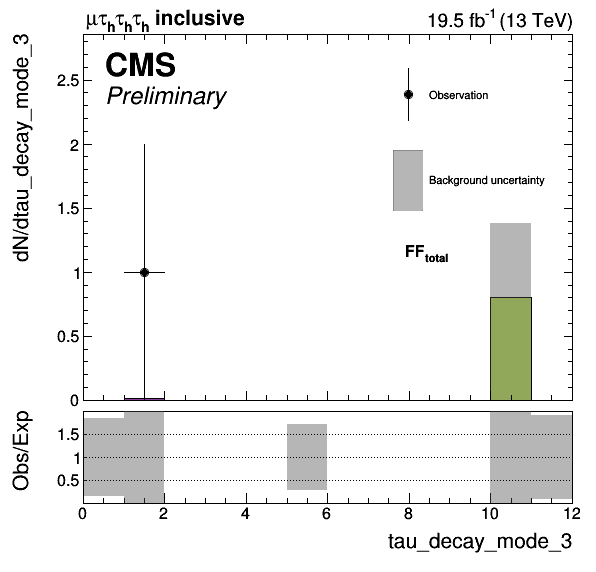 μτhτhτh inclusive
19.5 fb-1 (13 TeV)
CMS
Preliminary
Observation
Background uncertainty
FFtotal
dN/dtau_decay_mode_3
2.5
2
1.5
1
0.5
0
Obs/Exp
1.5
1
0.5
0 2 4 6 8 10 12
tau_decay_mode_3